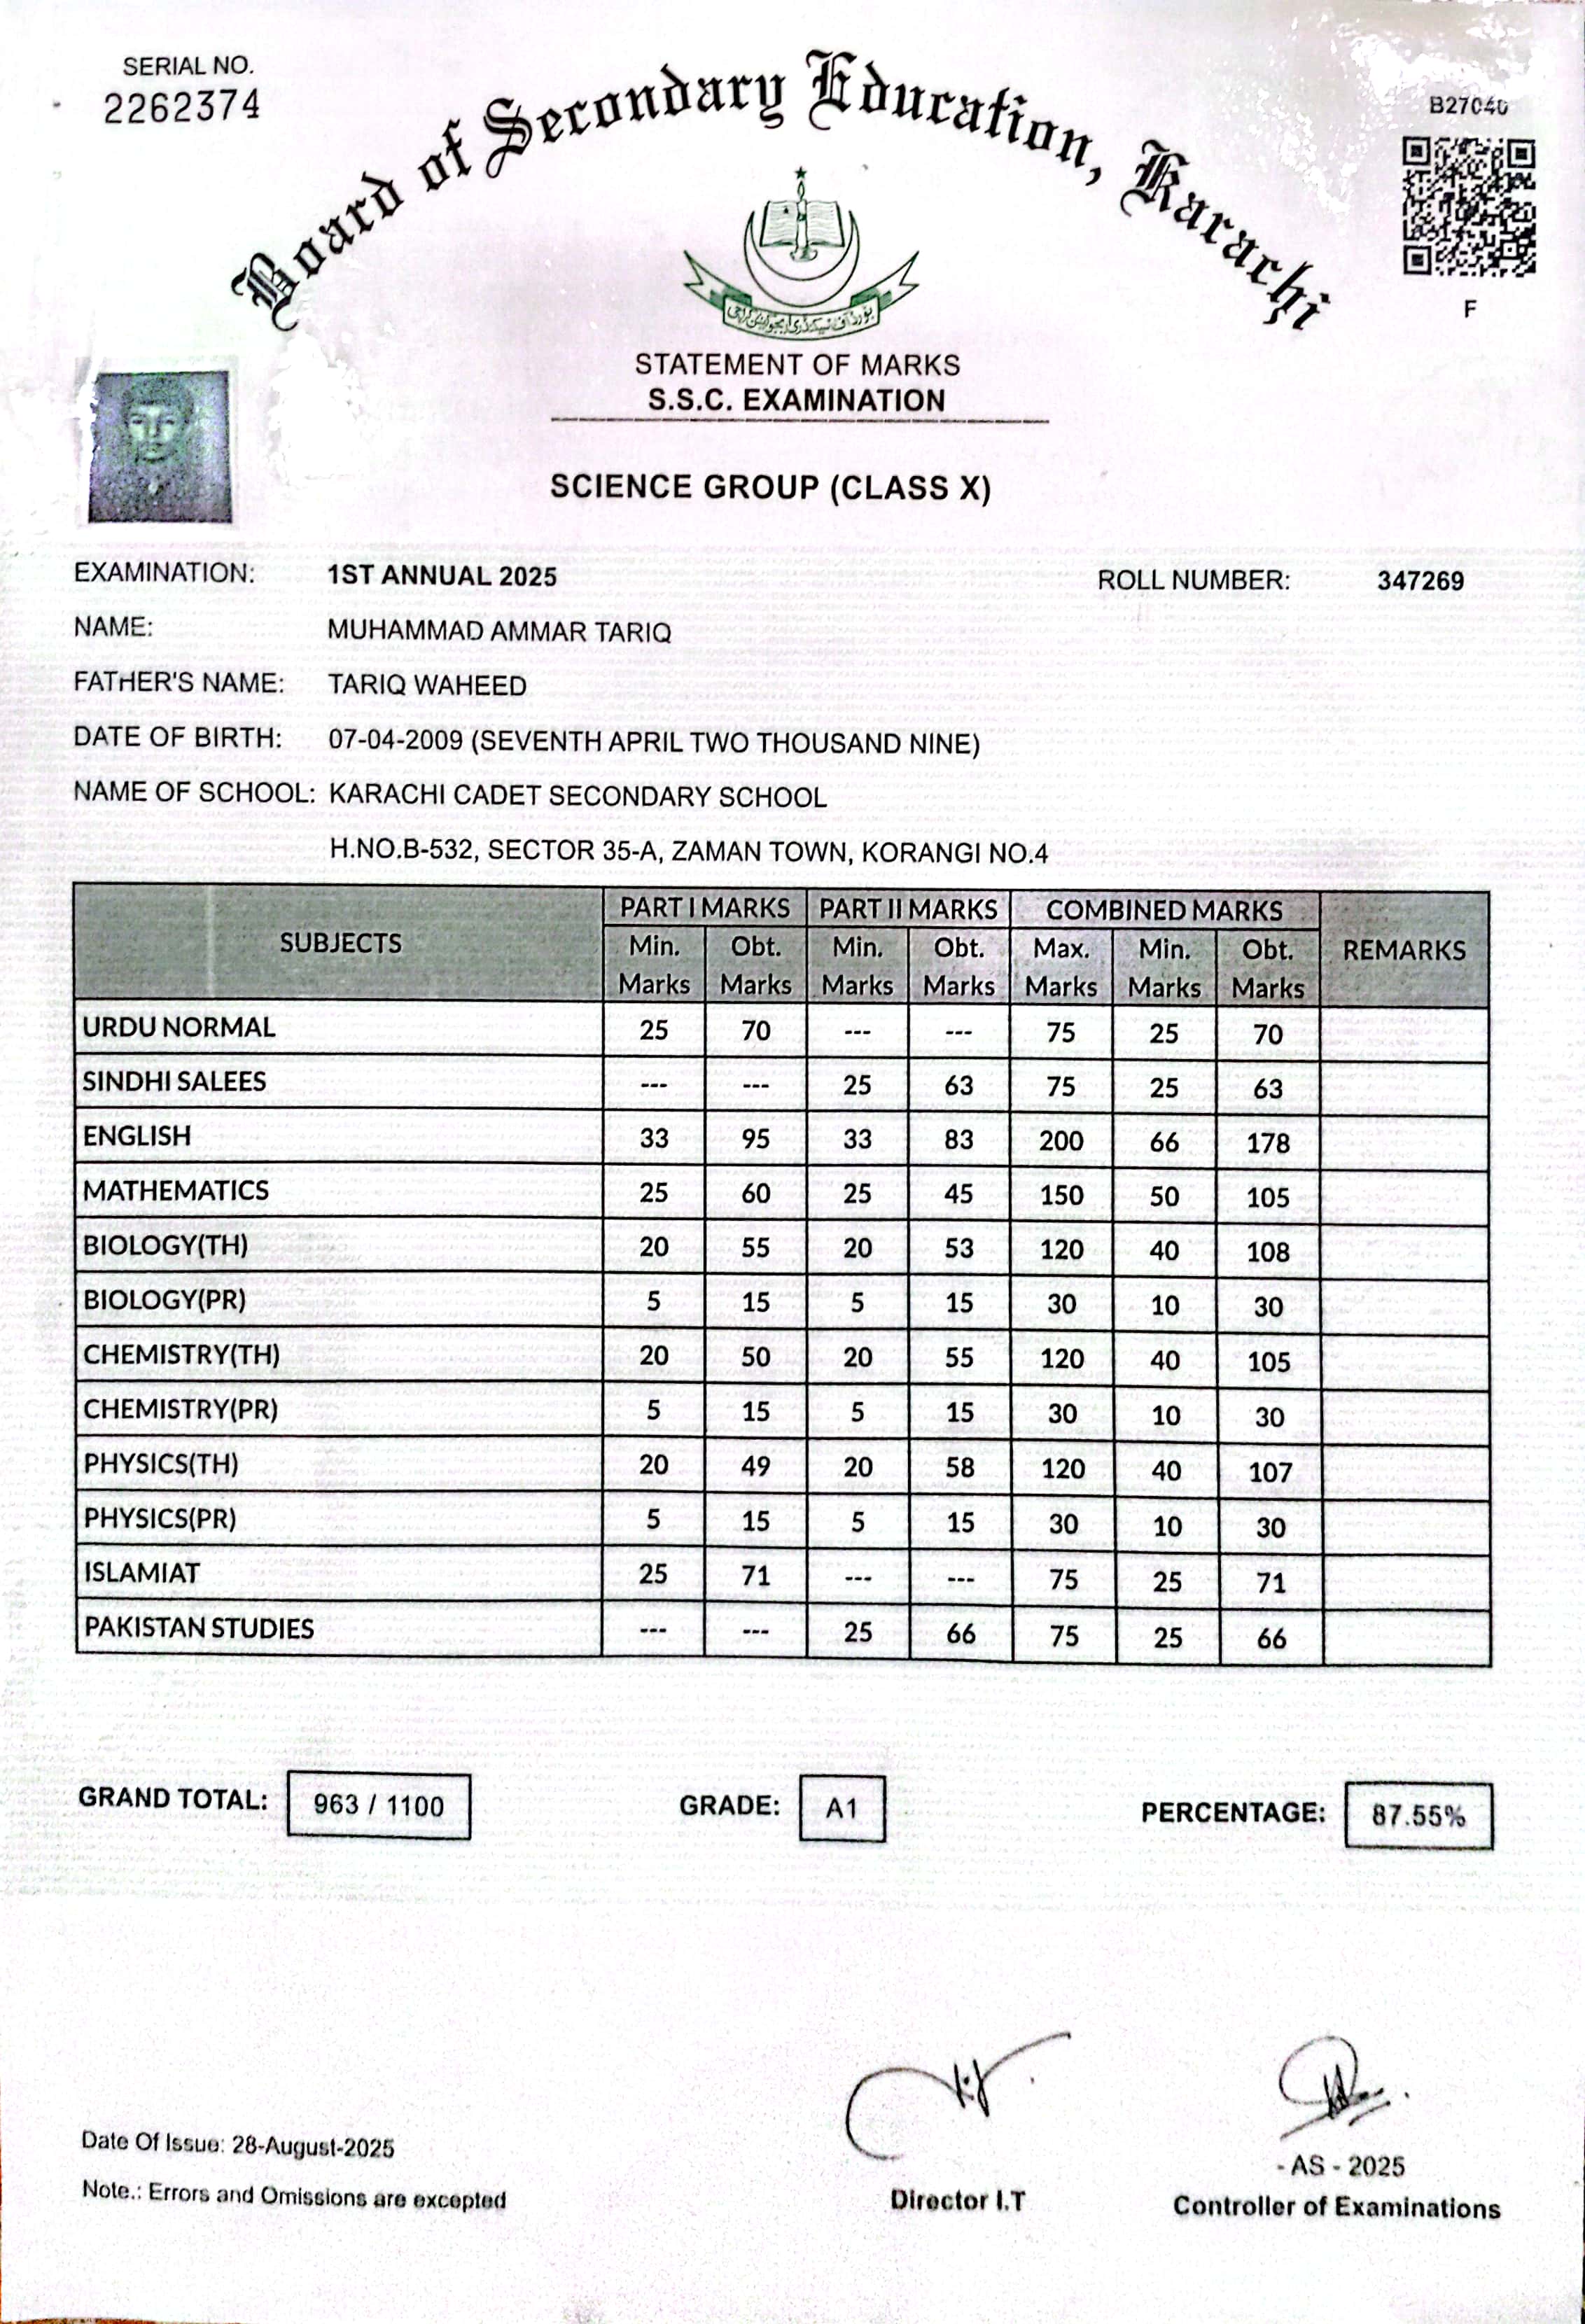 SERIAL NO.
2262374
B27040
Board of Secondary Education, Karachi
بورڈ آف سیکنڈری ایجوکیشن کراچی
F
STATEMENT OF MARKS
S.S.C. EXAMINATION
SCIENCE GROUP (CLASS X)
EXAMINATION: 1ST ANNUAL 2025 ROLL NUMBER: 347269
NAME: MUHAMMAD AMMAR TARIQ
FATHER'S NAME: TARIQ WAHEED
DATE OF BIRTH: 07-04-2009 (SEVENTH APRIL TWO THOUSAND NINE)
NAME OF SCHOOL: KARACHI CADET SECONDARY SCHOOL
H.NO.B-532, SECTOR 35-A, ZAMAN TOWN, KORANGI NO.4
SUBJECTS PART I MARKS PART II MARKS COMBINED MARKS REMARKS
Min. Marks Obt. Marks Min. Marks Obt. Marks Max. Marks Min. Marks Obt. Marks
URDU NORMAL 25 70 --- --- 75 25 70
SINDHI SALEES --- --- 25 63 75 25 63
ENGLISH 33 95 33 83 200 66 178
MATHEMATICS 25 60 25 45 150 50 105
BIOLOGY(TH) 20 55 20 53 120 40 108
BIOLOGY(PR) 5 15 5 15 30 10 30
CHEMISTRY(TH) 20 50 20 55 120 40 105
CHEMISTRY(PR) 5 15 5 15 30 10 30
PHYSICS(TH) 20 49 20 58 120 40 107
PHYSICS(PR) 5 15 5 15 30 10 30
ISLAMIAT 25 71 --- --- 75 25 71
PAKISTAN STUDIES --- --- 25 66 75 25 66
GRAND TOTAL: 963 / 1100 GRADE: A1 PERCENTAGE: 87.55%
Date Of Issue: 28-August-2025
Note.: Errors and Omissions are excepted
Director I.T
- AS - 2025
Controller of Examinations